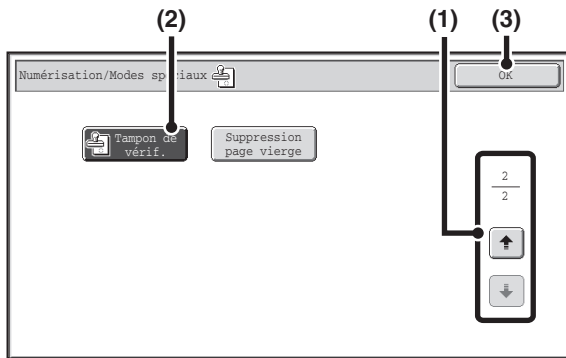 (2) (1) (3)
Numérisation/Modes spéciaux OK
Tampon de
vérif.
Suppression
page vierge
2
2